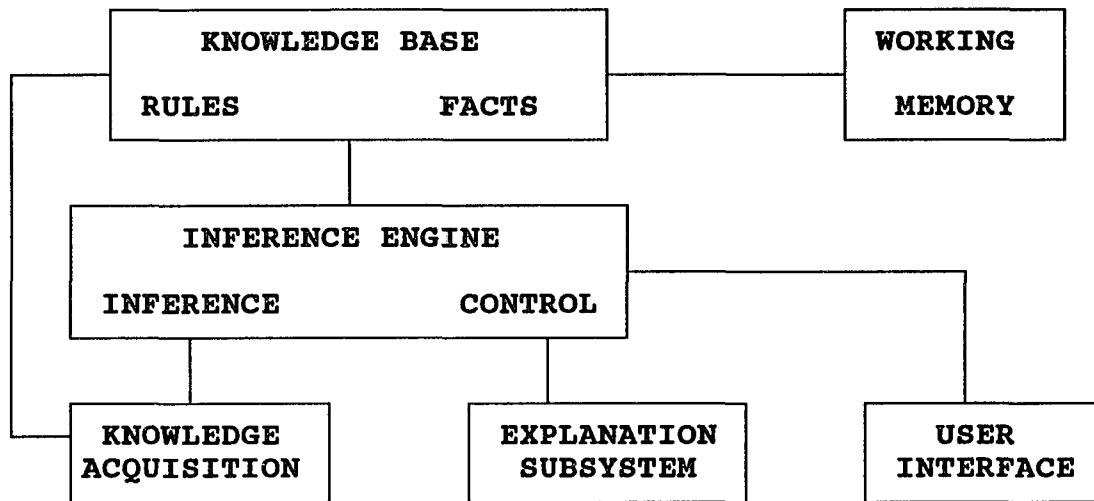 KNOWLEDGE BASE
RULES FACTS
WORKING
MEMORY
INFERENCE ENGINE
INFERENCE CONTROL
KNOWLEDGE
ACQUISITION
EXPLANATION
SUBSYSTEM
USER
INTERFACE